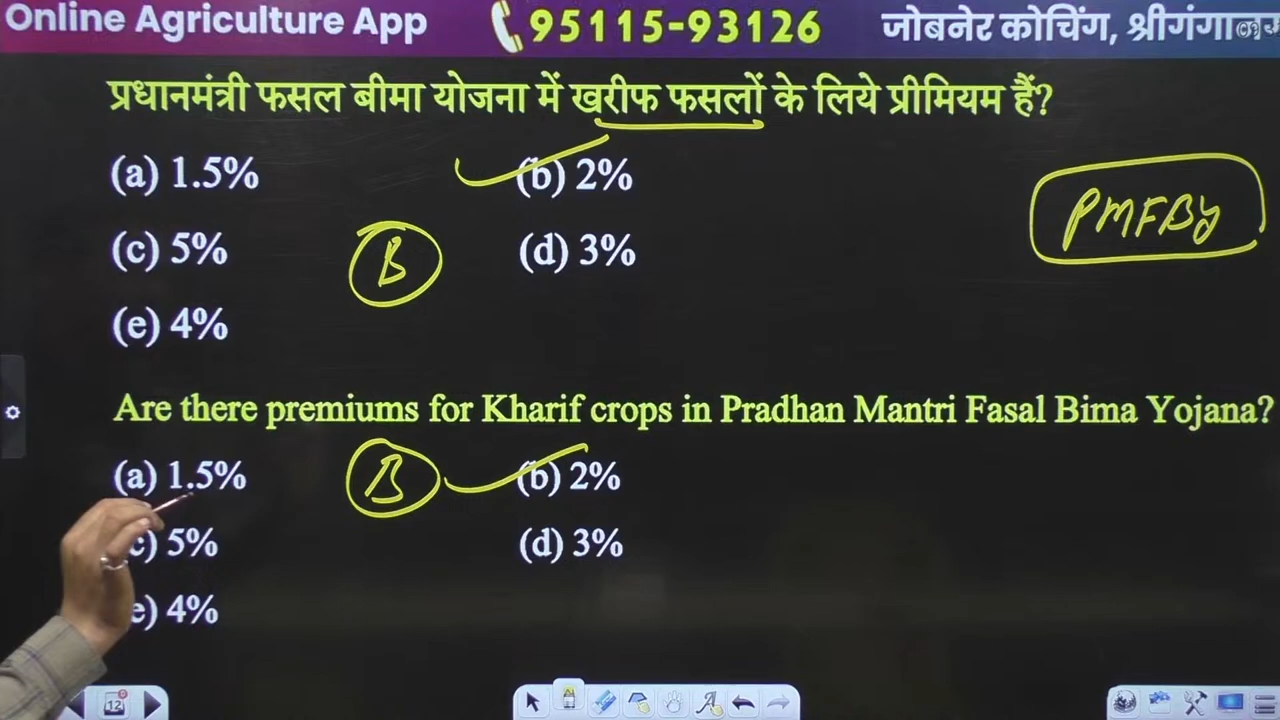 Online Agriculture App 95115-93126 जोबनेर कोचिंग,
प्रधानमंत्री फसल बीमा योजना में खरीफ फसलों के लिये प्रीमियम हैं?
(a) 1.5% (b) 2%
PMFBY
(c) 5% B (d) 3%
(e) 4%
Are there premiums for Kharif crops in Pradhan Mantri Fasal Bima Yojana?
(a) 1.5% B (b) 2%
c) 5% (d) 3%
e) 4%
12